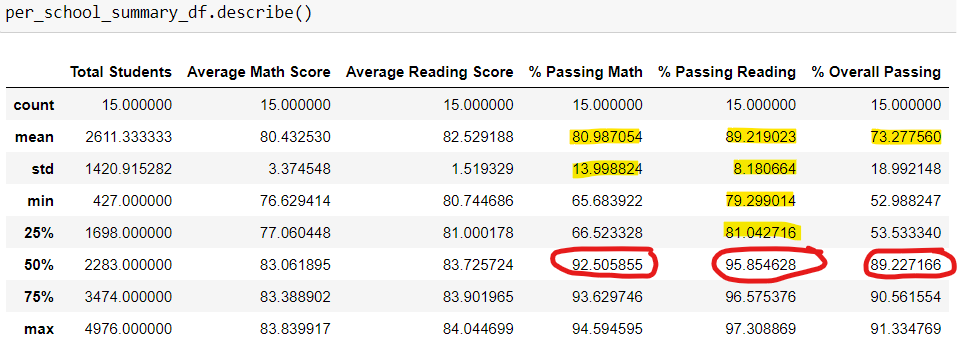 per_school_summary_df.describe()
Total Students Average Math Score Average Reading Score % Passing Math % Passing Reading % Overall Passing
count 15.000000 15.000000 15.000000 15.000000 15.000000 15.000000
mean 2611.333333 80.432530 82.529188 80.987054 89.219023 73.277560
std 1420.915282 3.374548 1.519329 13.998824 8.180664 18.992148
min 427.000000 76.629414 80.744686 65.683922 79.299014 52.988247
25% 1698.000000 77.060448 81.000178 66.523328 81.042716 53.533340
50% 2283.000000 83.061895 83.725724 92.505855 95.854628 89.227166
75% 3474.000000 83.388902 83.901965 93.629746 96.575376 90.561554
max 4976.000000 83.839917 84.044699 94.594595 97.308869 91.334769